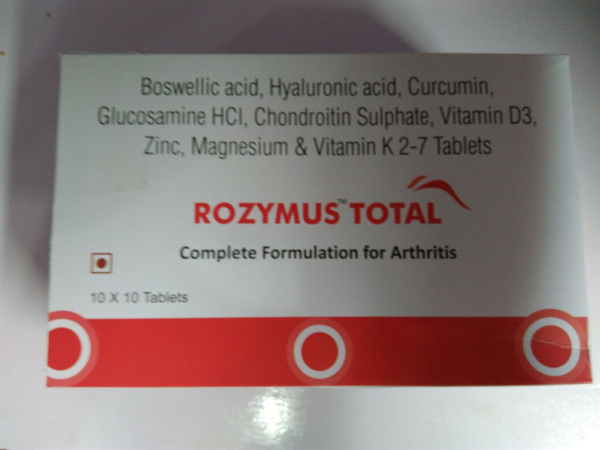 Boswellic acid, Hyaluronic acid, Curcumin,
Glucosamine HCl, Chondroitin Sulphate, Vitamin D3,
Zinc, Magnesium & Vitamin K 2-7 Tablets
ROZYMUS™ TOTAL
Complete Formulation for Arthritis
10 X 10 Tablets